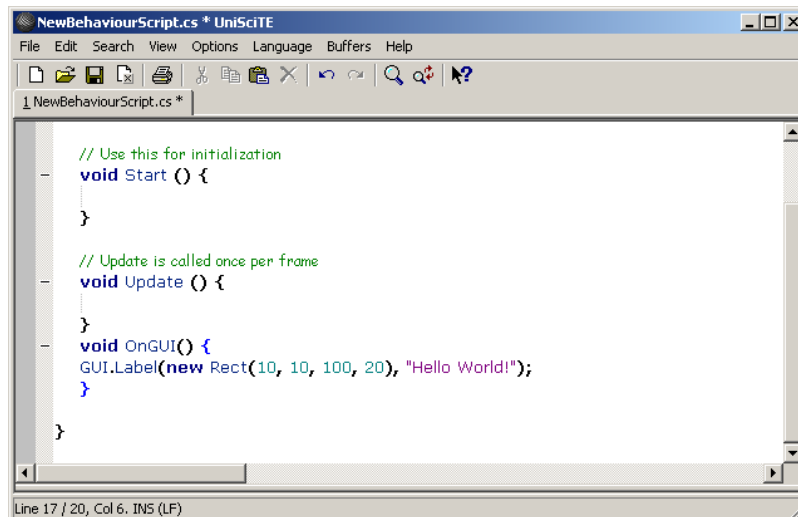 NewBehaviourScript.cs * UniSciTE
File Edit Search View Options Language Buffers Help
1 NewBehaviourScript.cs *
// Use this for initialization
void Start () {
}
// Update is called once per frame
void Update () {
}
void OnGUI() {
GUI.Label(new Rect(10, 10, 100, 20), "Hello World!");
}
}
Line 17 / 20, Col 6. INS (LF)